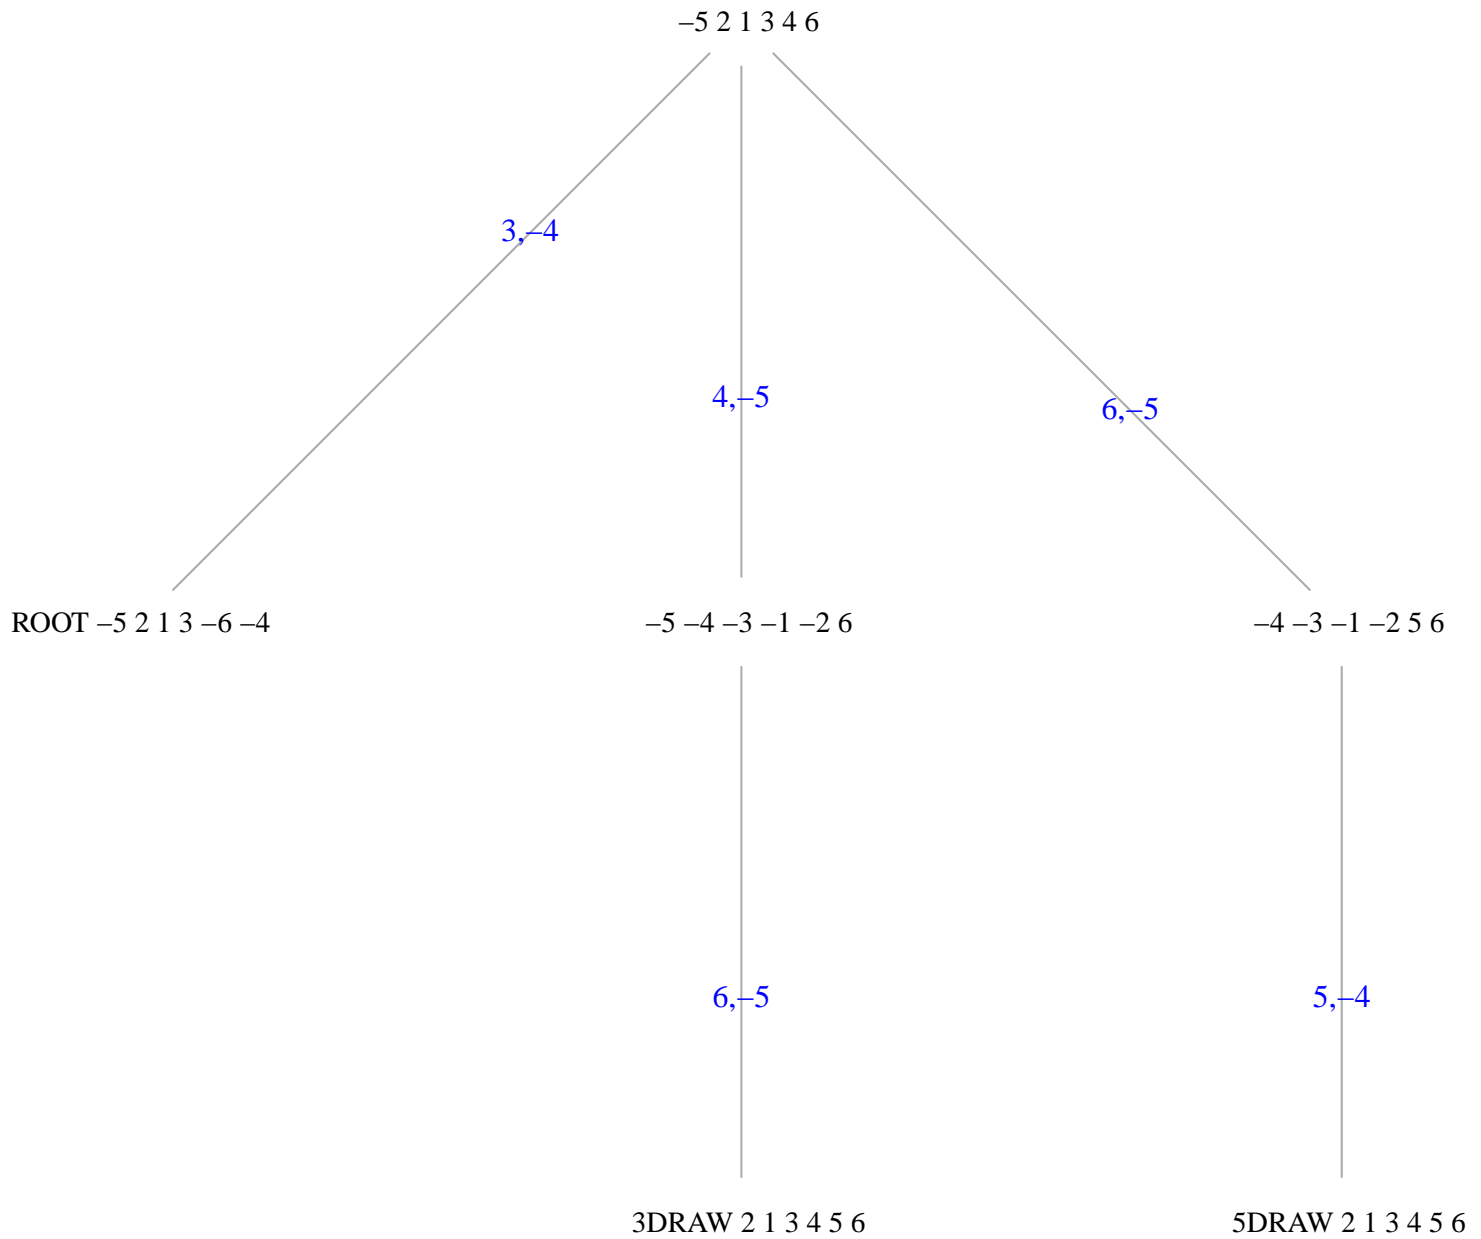 –5 2 1 3 4 6
3,–4
4,–5
6,–5
ROOT –5 2 1 3 –6 –4
–5 –4 –3 –1 –2 6
–4 –3 –1 –2 5 6
6,–5
5,–4
3DRAW 2 1 3 4 5 6
5DRAW 2 1 3 4 5 6